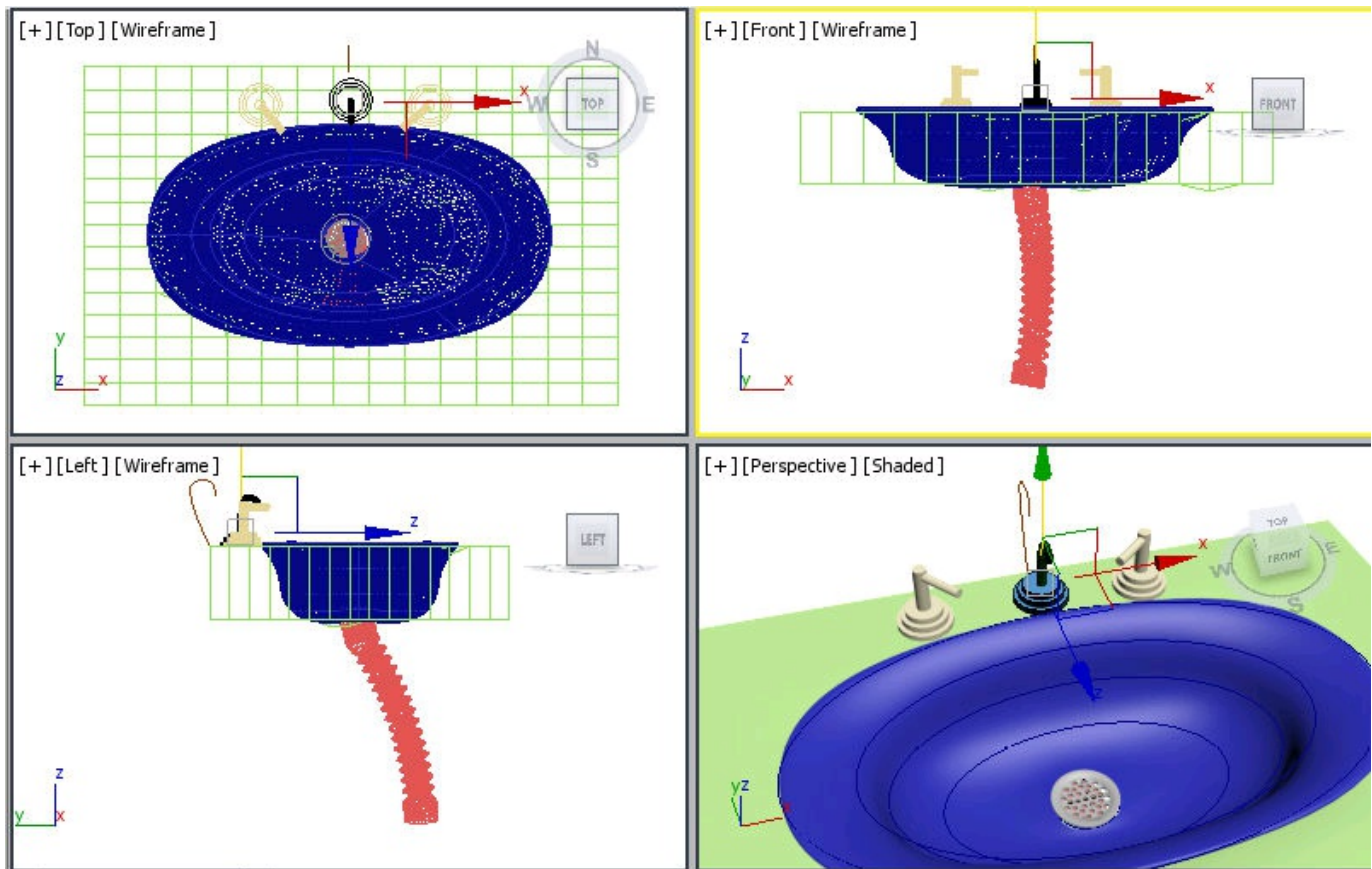 [+] [Top] [Wireframe]
N
W TOP E
S
x
y
z x
[+] [Front] [Wireframe]
FRONT
x
z
y x
[+] [Left] [Wireframe]
z
LEFT
z
y x
[+] [Perspective] [Shaded]
TOP
FRONT
W E
S
x
z
y z
x